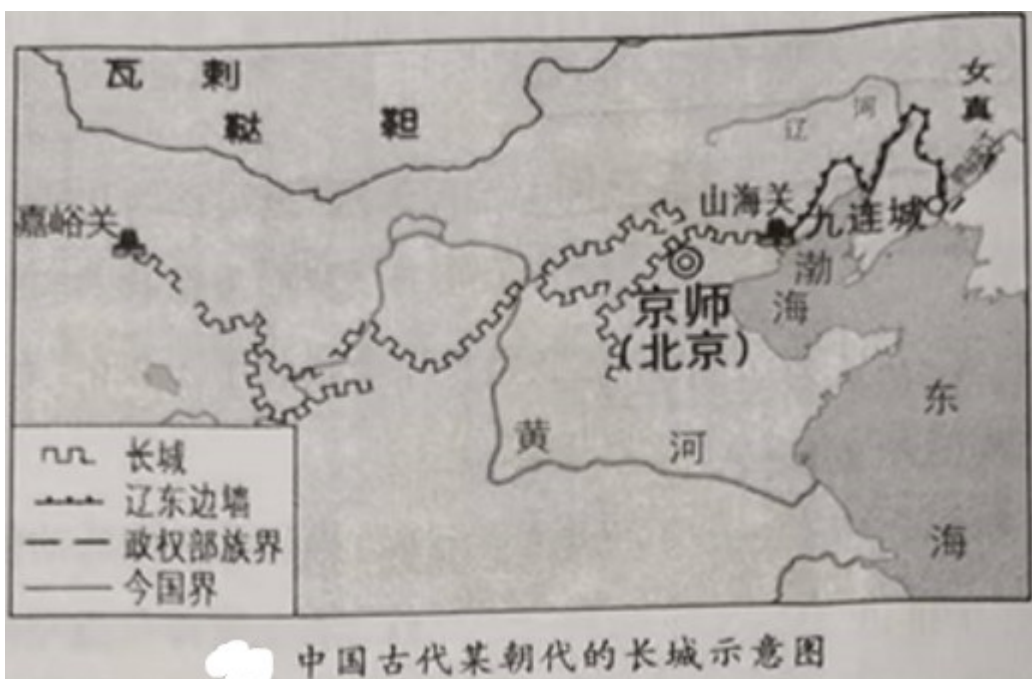 瓦剌
鞑靼
女真
辽河
嘉峪关
山海关
九连城
渤海
京师
(北京)
黄河
东海
长城
辽东边墙
政权部族界
今国界
中国古代某朝代的长城示意图